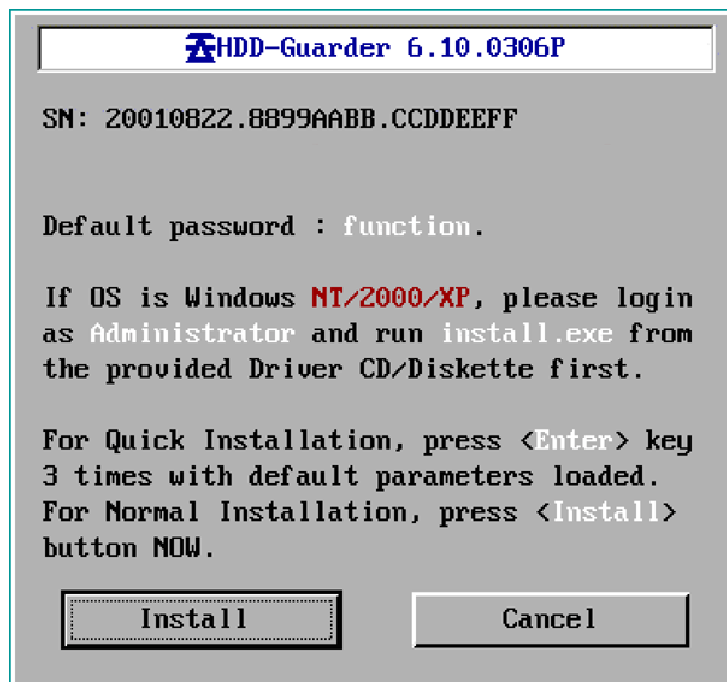 HDD-Guarder 6.10.0306P
SN: 20010822.8899AABB.CCDDEEFF
Default password : function.
If OS is Windows NT/2000/XP, please login
as Administrator and run install.exe from
the provided Driver CD/Diskette first.
For Quick Installation, press <Enter> key
3 times with default parameters loaded.
For Normal Installation, press <Install>
button NOW.
Install
Cancel